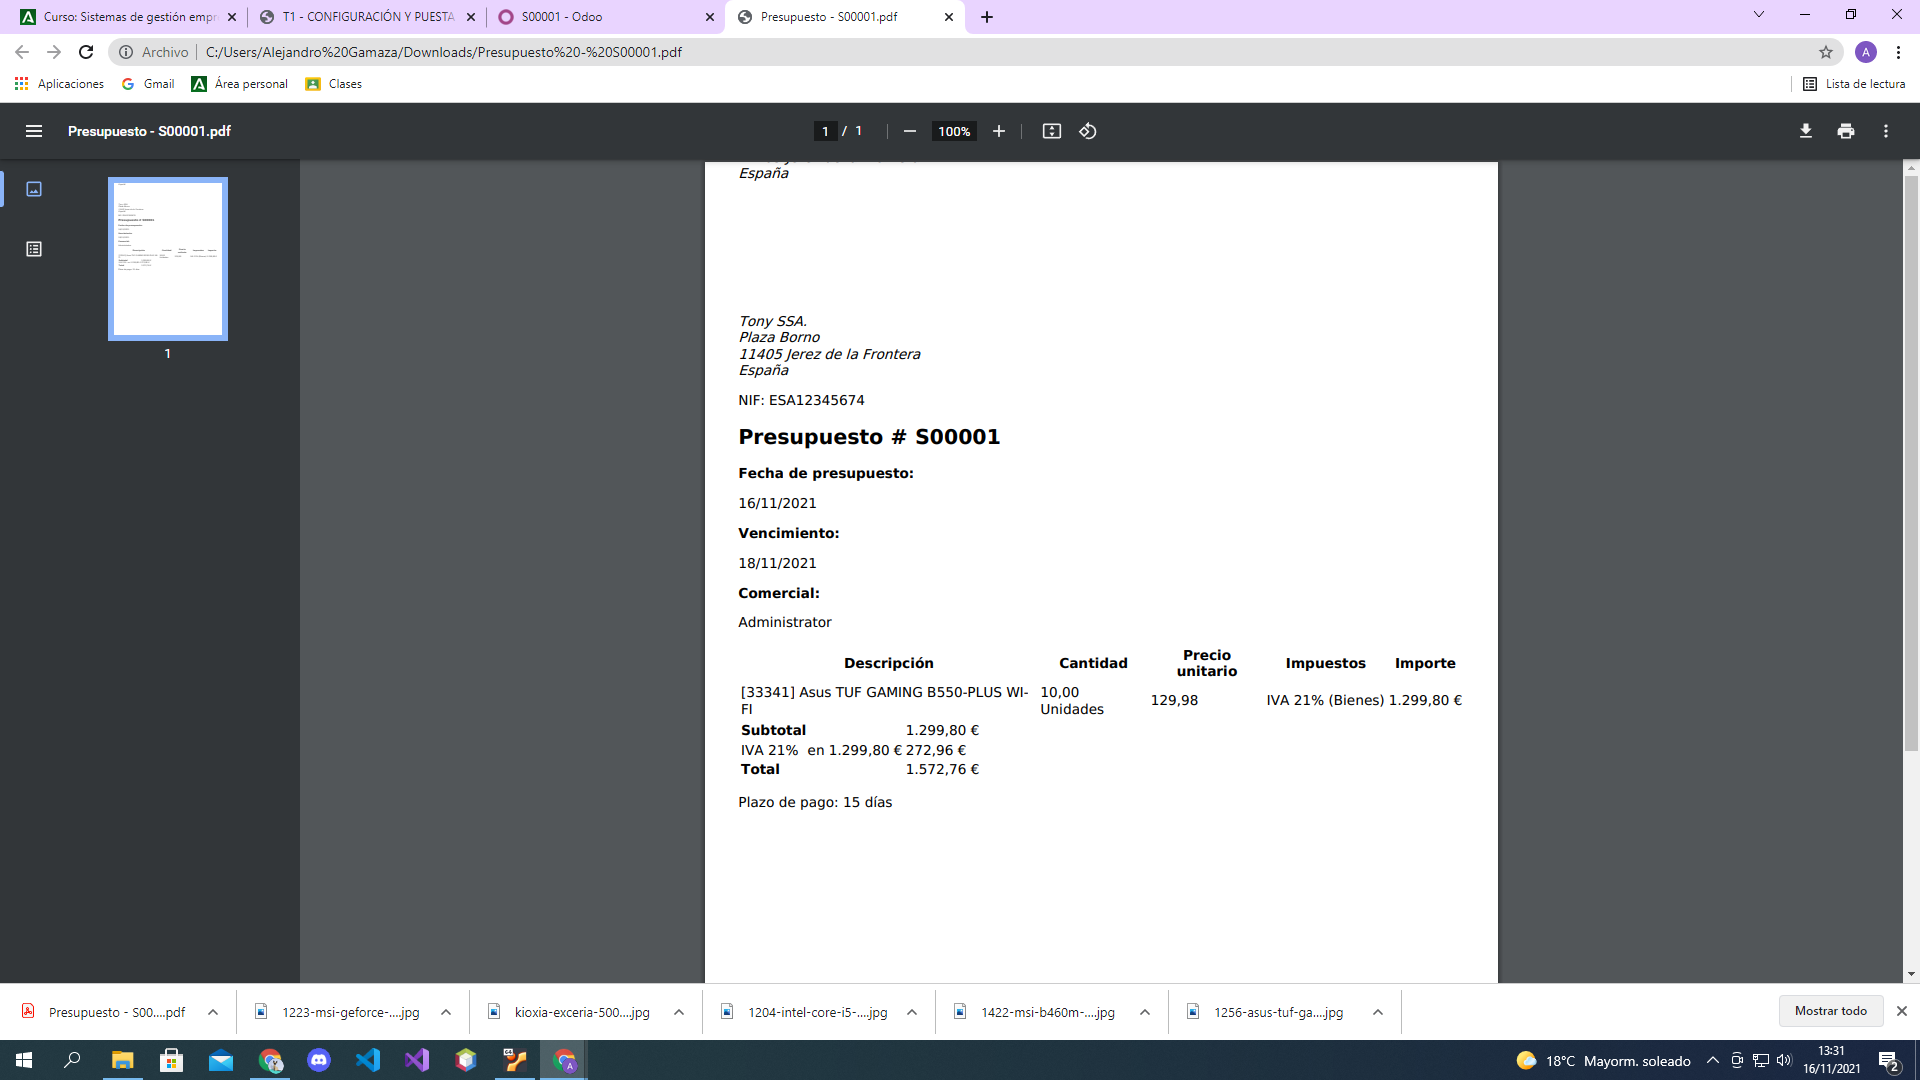 Curso: Sistemas de gestión empr
T1 - CONFIGURACIÓN Y PUESTA
S00001 - Odoo
Presupuesto - S00001.pdf
Archivo
C:/Users/Alejandro%20Gamaza/Downloads/Presupuesto%20-%20S00001.pdf
A
Aplicaciones
Gmail
Área personal
Clases
Lista de lectura
Presupuesto - S00001.pdf
1 / 1
100%
1
España
Tony SSA.
Plaza Borno
11405 Jerez de la Frontera
España
NIF: ESA12345674
Presupuesto # S00001
Fecha de presupuesto:
16/11/2021
Vencimiento:
18/11/2021
Comercial:
Administrator
Descripción Cantidad Precio unitario Impuestos Importe
[33341] Asus TUF GAMING B550-PLUS WI-
FI
10,00
Unidades
129,98
IVA 21% (Bienes) 1.299,80 €
Subtotal 1.299,80 €
IVA 21%  en 1.299,80 € 272,96 €
Total 1.572,76 €
Plazo de pago: 15 días
Presupuesto - S00....pdf
1223-msi-geforce-....jpg
kioxia-exceria-500....jpg
1204-intel-core-i5-....jpg
1422-msi-b460m-....jpg
1256-asus-tuf-ga....jpg
Mostrar todo
18°C Mayorm. soleado
13:31
16/11/2021
2